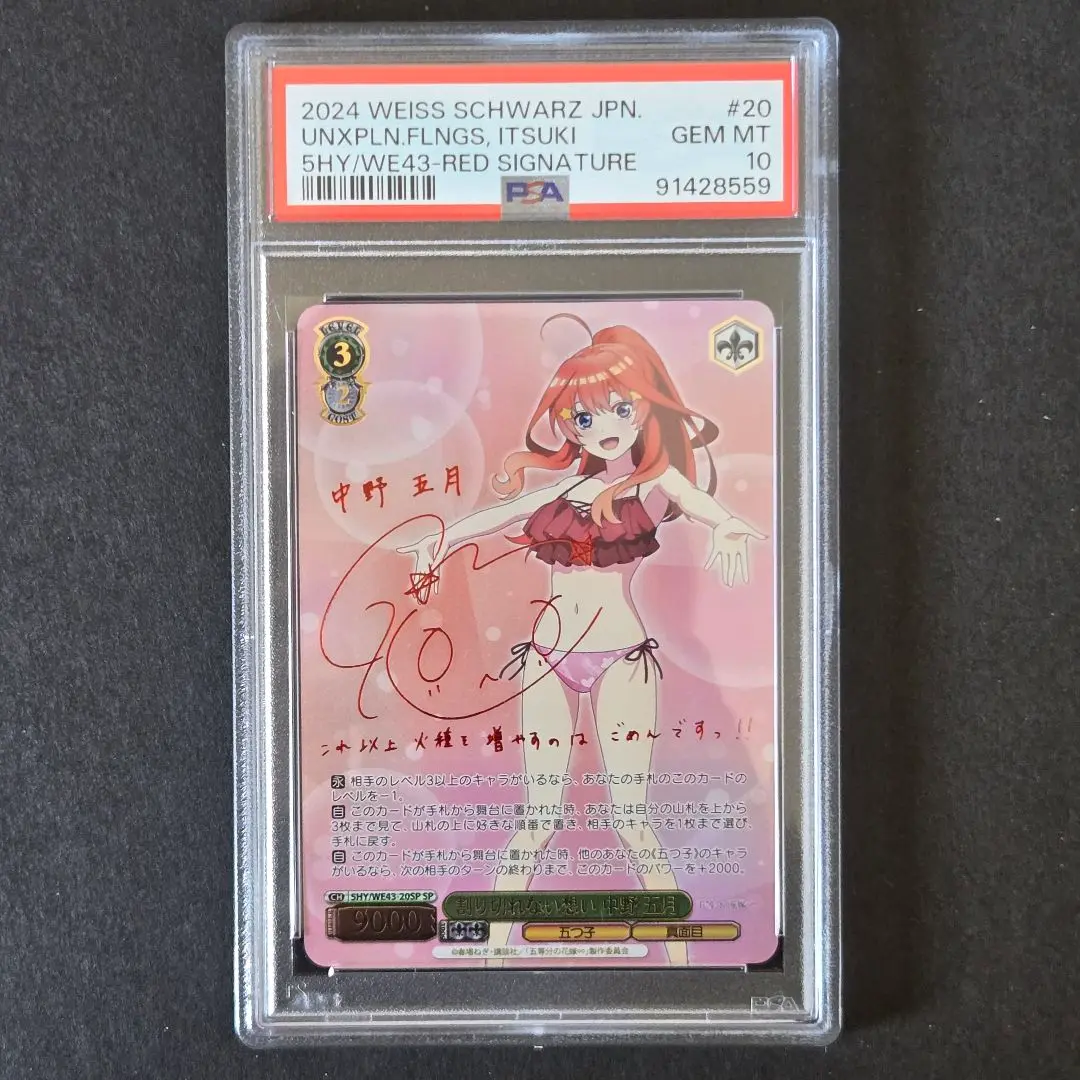 2024 WEISS SCHWARZ JPN. #20
UNXPLN.FLNGS, ITSUKI GEM MT
5HY/WE43-RED SIGNATURE 10
PSA 91428559
LEVEL
3
2
COST
中野 五月
これ以上 火種を 増やすのは ごめんですっ!!
永 相手のレベル3以上のキャラがいるなら、あなたの手札のこのカードの
レベルを-1。
自 このカードが手札から舞台に置かれた時、あなたは自分の山札を上から
3枚まで見て、山札の上に好きな順番で置き、相手のキャラを1枚まで選び、
手札に戻す。
自 このカードが手札から舞台に置かれた時、他のあなたの《五つ子》のキャラ
がいるなら、次の相手のターンの終わりまで、このカードのパワーを+2000。
CH 5HY/WE43-20SP SP
割り切れない想い 中野 五月
9000
五つ子 真面目
©春場ねぎ・講談社/「五等分の花嫁∽」製作委員会
PSA